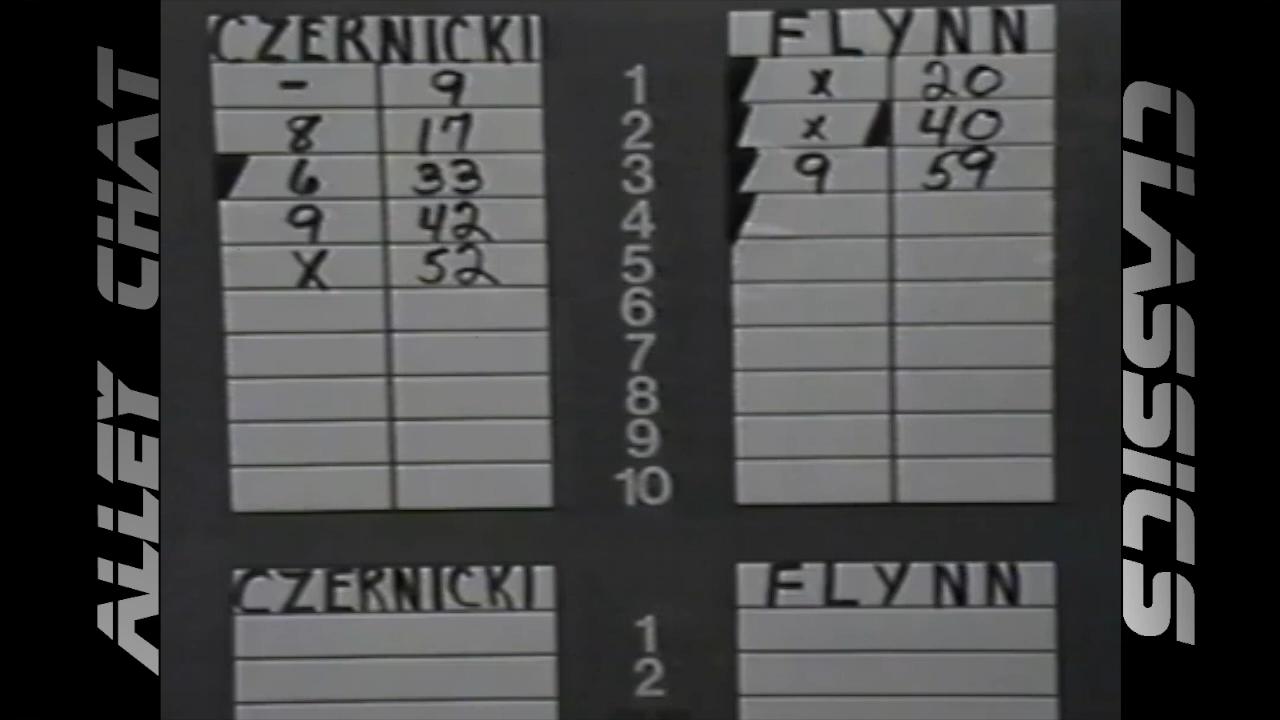 ALLEY CHAT
CZERNICKI FLYNN
- 9 1 x 20
8 17 2 x 40
6 33 3 9 59
9 42 4
X 52 5
6
7
8
9
10
CZERNICKI FLYNN
1
2
CLASSICS